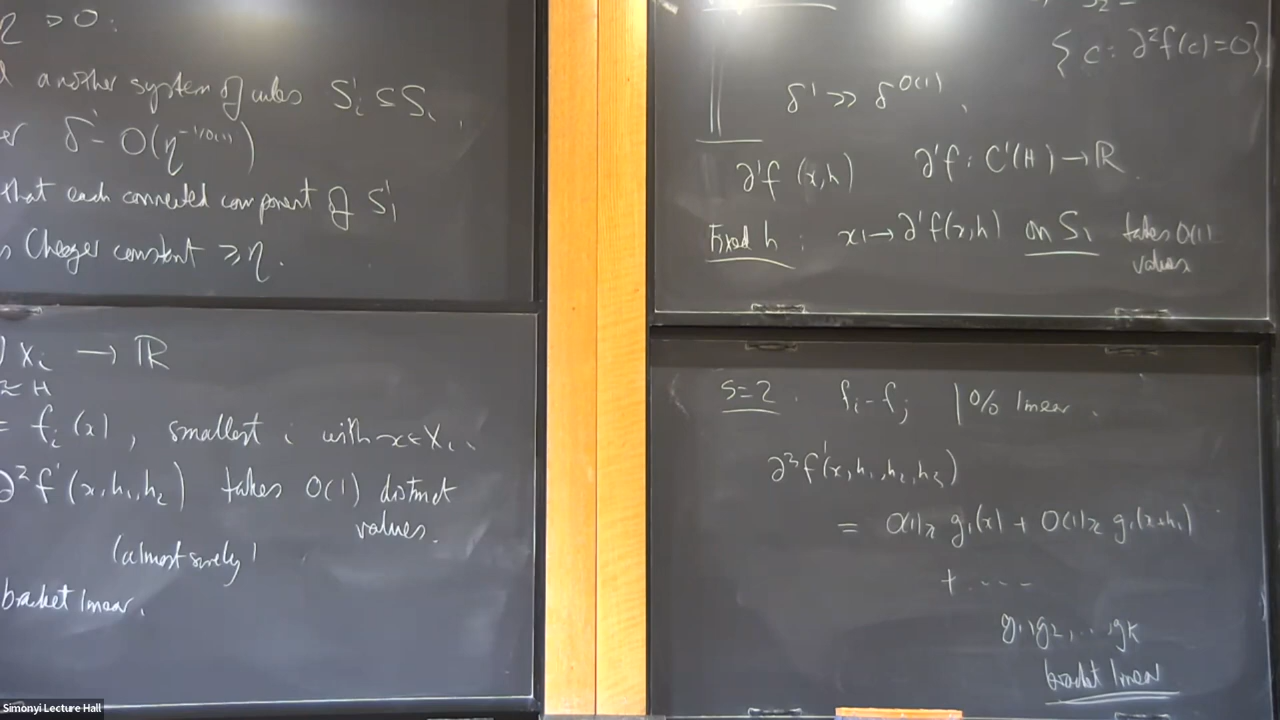 η > 0 :
another system of cubes S'ᵢ ⊆ Sᵢ ,
δ' - O(η^{-1/O(1)})
that each connected component of S'₁
Cheeger constant ≥ η.
Xᵢ → ℝ
≈ H
= fᵢ(x) , smallest i with x ∈ Xᵢ .
∂²f'(x, h₁, h₂) takes O(1) distinct
values.
(almost surely)
bracket linear.
S₂ =
{ c : ∂²f(c) = 0 }
δ' >> δ^{O(1)} ,
∂'f (x,h) ∂'f : C'(H) → ℝ .
Fixed h : x ↦ ∂'f(x,h) on S₁ takes O(1)
values
s=2 . fᵢ - fⱼ 1% linear .
∂³f'(x, h₁, h₂, h₃)
= O(1)ℤ g₁(x) + O(1)ℤ g₁(x+h₁)
+ ....
g₁, g₂, ..., gₖ
bracket linear
Simonyi Lecture Hall